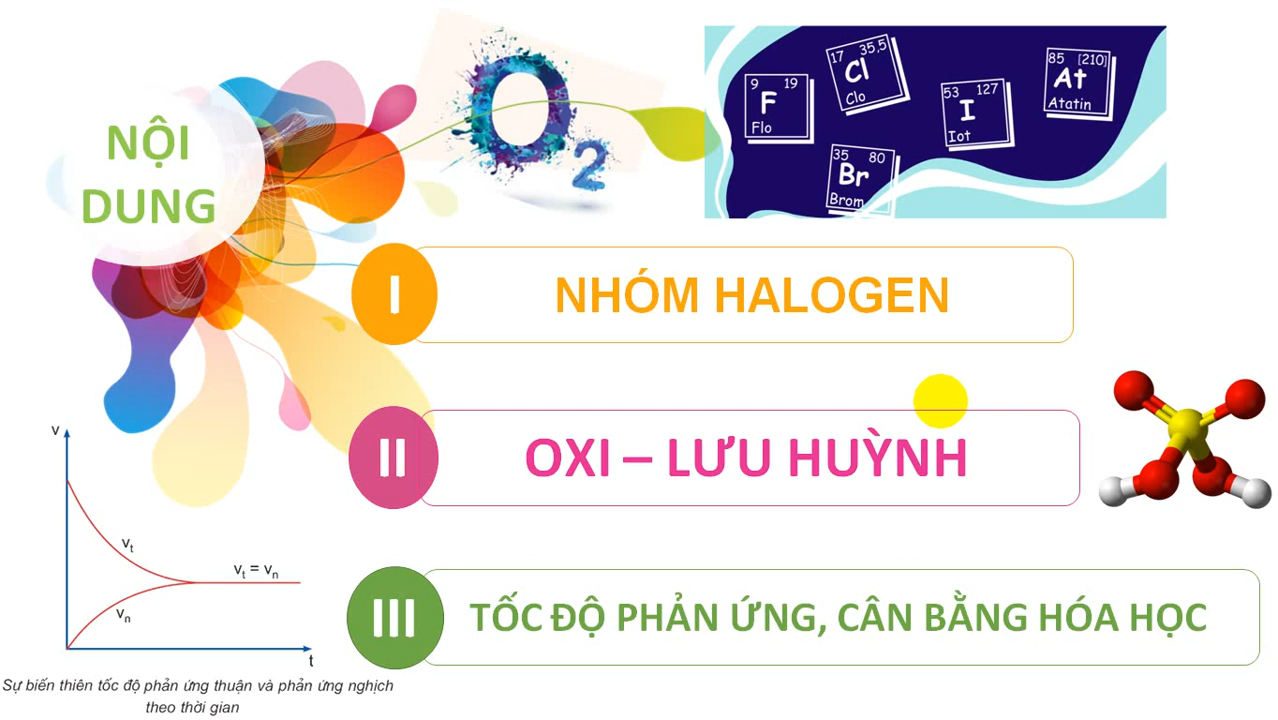 NỘI
DUNG
O2
9 19
F
Flo
17 35,5
Cl
Clo
35 80
Br
Brom
53 127
I
Iot
85 [210]
At
Atatin
I
NHÓM HALOGEN
II
OXI – LƯU HUỲNH
III
TỐC ĐỘ PHẢN ỨNG, CÂN BẰNG HÓA HỌC
v
vt
vt = vn
vn
t
Sự biến thiên tốc độ phản ứng thuận và phản ứng nghịch
theo thời gian